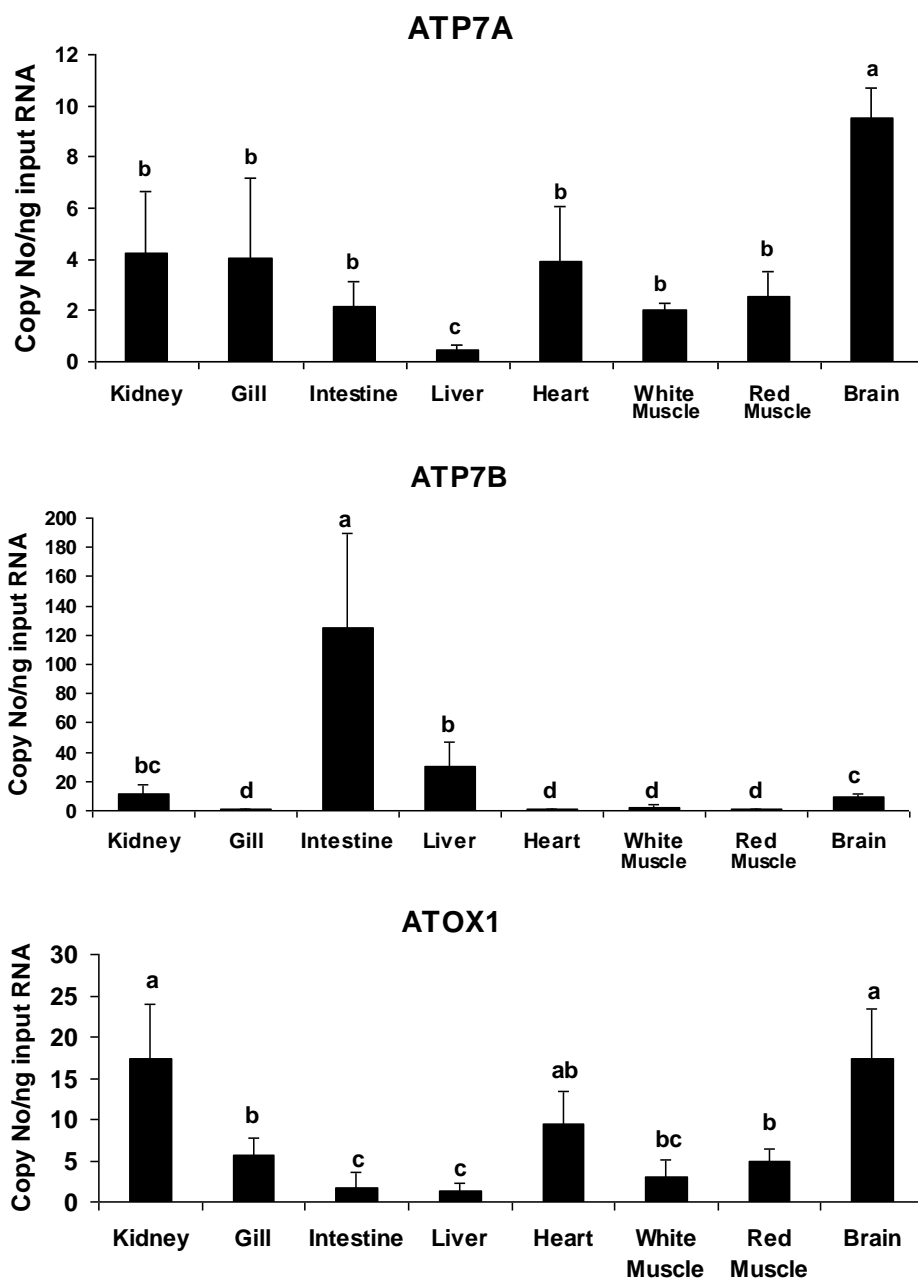 ATP7A
Copy No/ng input RNA
12
10
8
6
4
2
0
b
b
b
c
b
b
b
a
Kidney Gill Intestine Liver Heart White Muscle Red Muscle Brain
ATP7B
Copy No/ng input RNA
200
180
160
140
120
100
80
60
40
20
0
bc
d
a
b
d
d
d
c
Kidney Gill Intestine Liver Heart White Muscle Red Muscle Brain
ATOX1
Copy No/ng input RNA
30
25
20
15
10
5
0
a
b
c
c
ab
bc
b
a
Kidney Gill Intestine Liver Heart White Muscle Red Muscle Brain